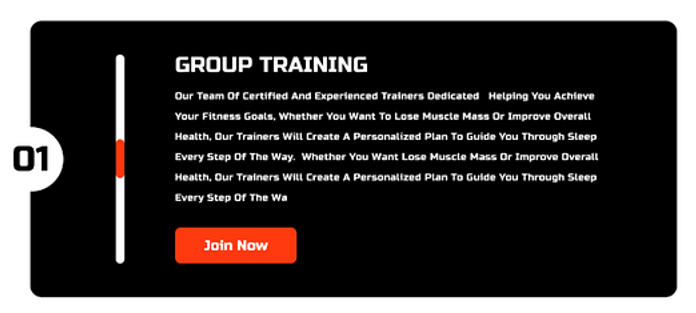 GROUP TRAINING
Our Team Of Certified And Experienced Trainers Dedicated   Helping You Achieve
Your Fitness Goals, Whether You Want To Lose Muscle Mass Or Improve Overall
Health, Our Trainers Will Create A Personalized Plan To Guide You Through Sleep
Every Step Of The Way.  Whether You Want Lose Muscle Mass Or Improve Overall
Health, Our Trainers Will Create A Personalized Plan To Guide You Through Sleep
Every Step Of The Wa
01
Join Now